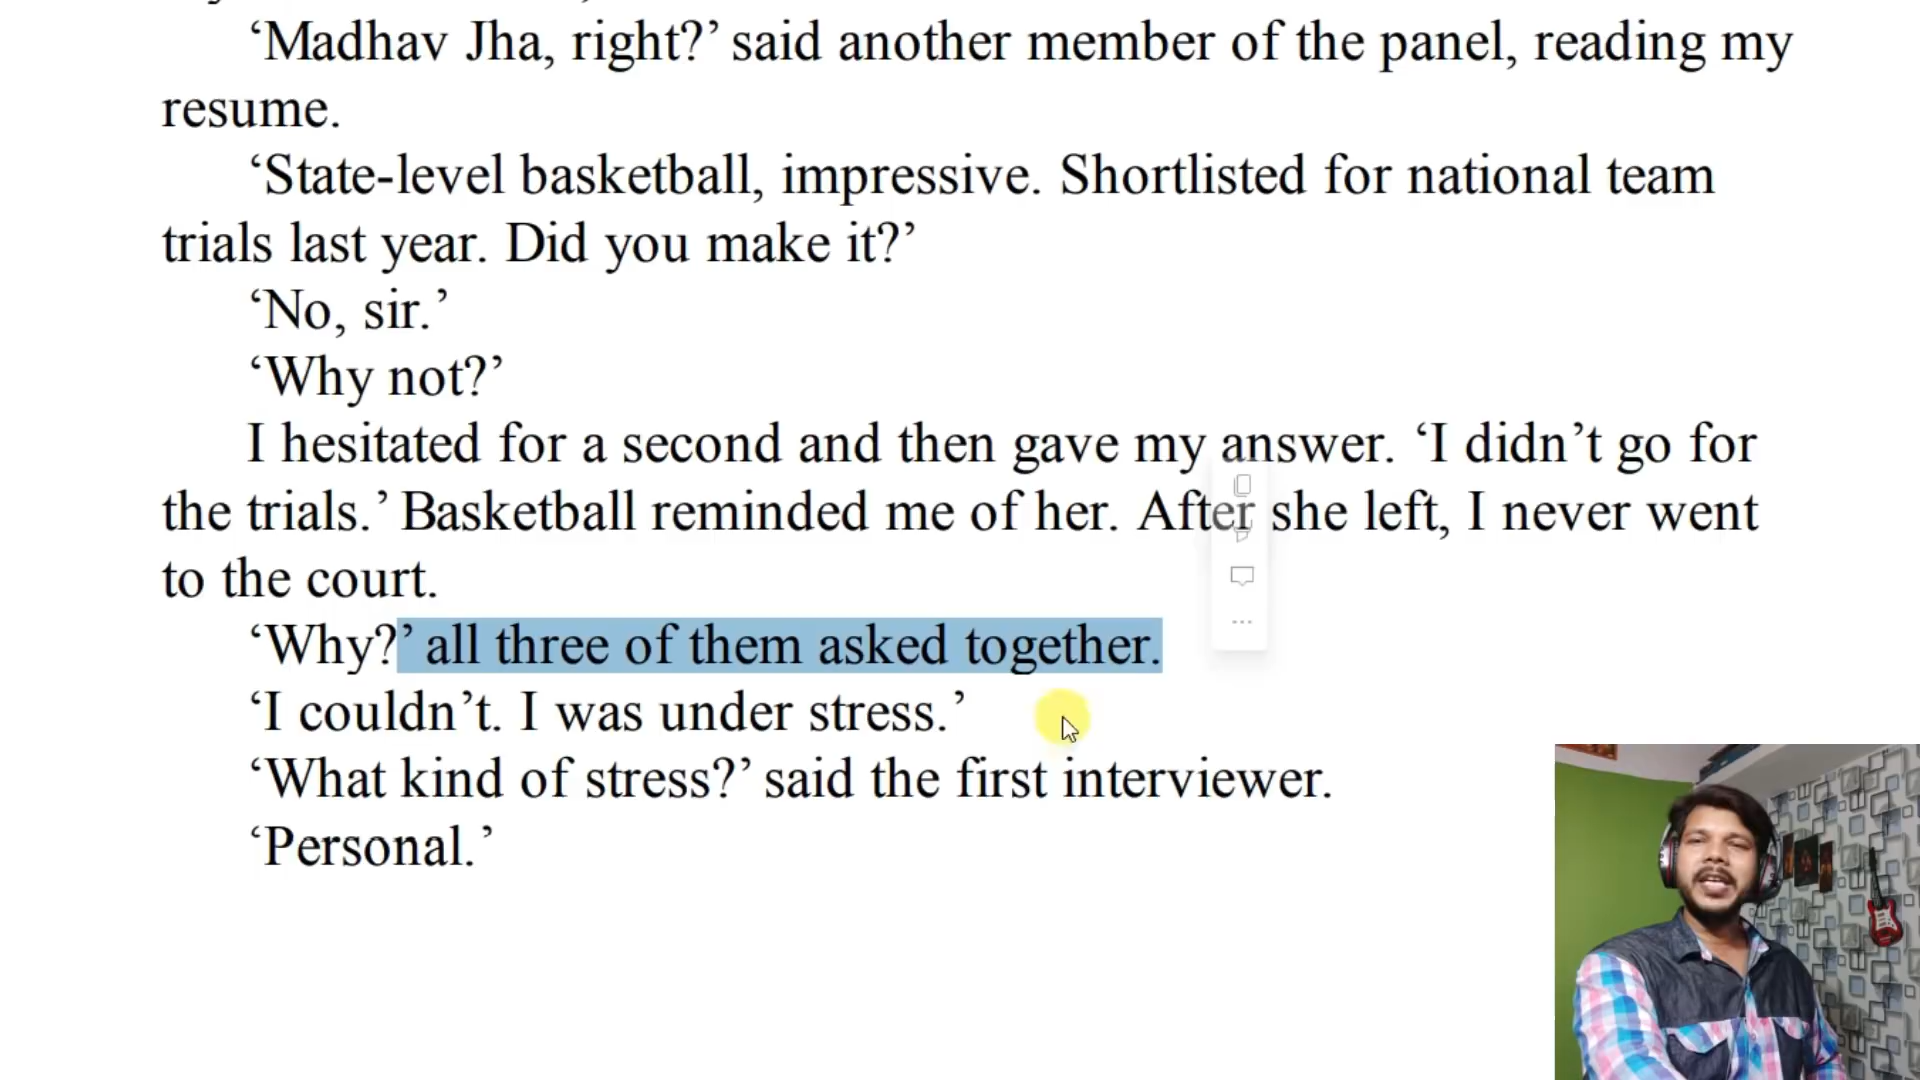 ‘Madhav Jha, right?’ said another member of the panel, reading my
resume.
‘State-level basketball, impressive. Shortlisted for national team
trials last year. Did you make it?’
‘No, sir.’
‘Why not?’
I hesitated for a second and then gave my answer. ‘I didn’t go for
the trials.’ Basketball reminded me of her. After she left, I never went
to the court.
‘Why?’ all three of them asked together.
‘I couldn’t. I was under stress.’
‘What kind of stress?’ said the first interviewer.
‘Personal.’